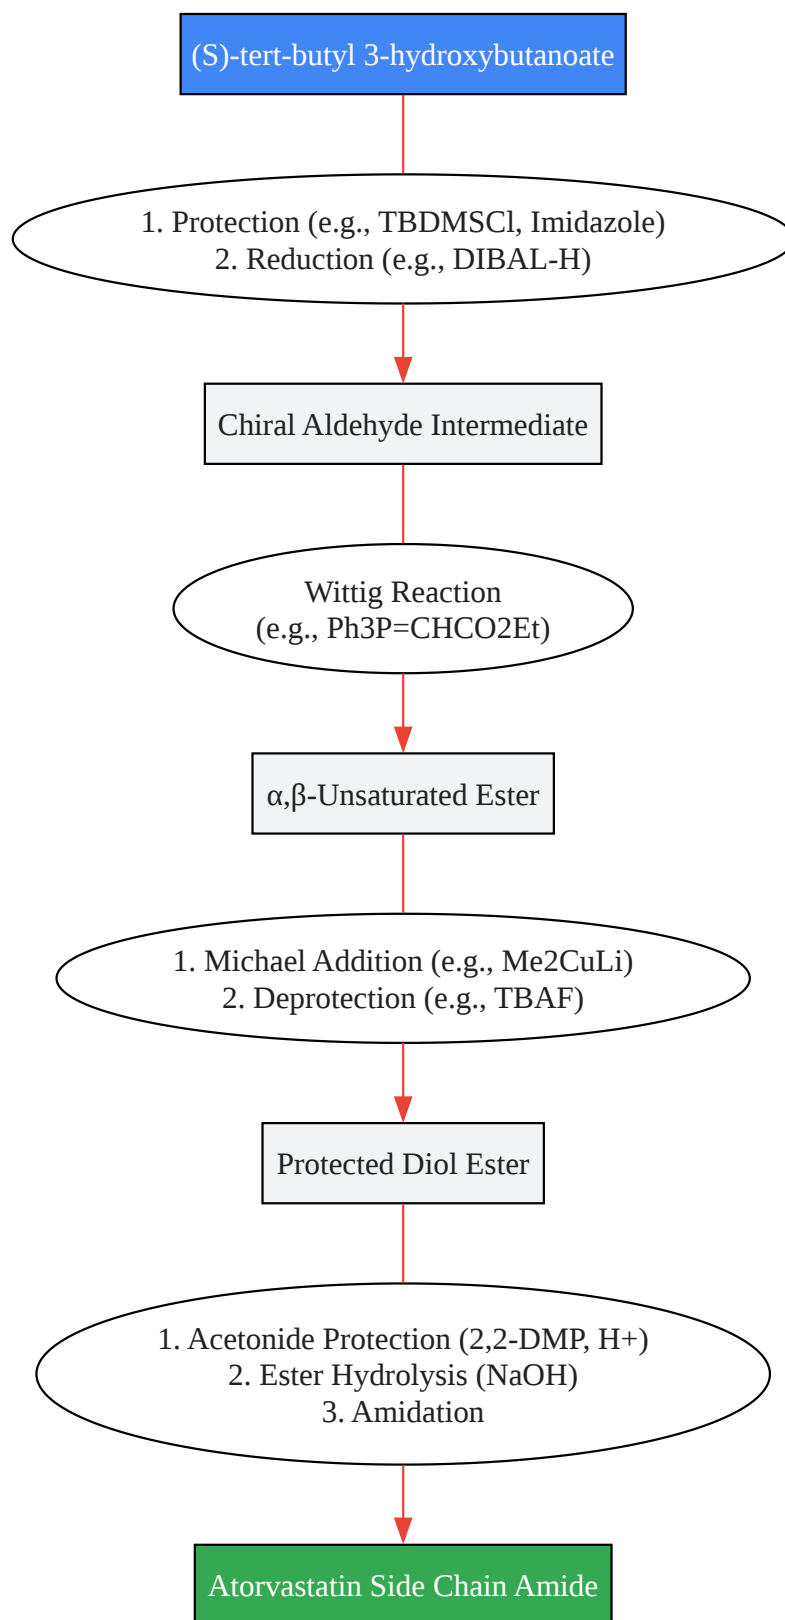 (S)-tert-butyl 3-hydroxybutanoate
1. Protection (e.g., TBDMSCl, Imidazole)
2. Reduction (e.g., DIBAL-H)
Chiral Aldehyde Intermediate
Wittig Reaction
(e.g., Ph3P=CHCO2Et)
α,β-Unsaturated Ester
1. Michael Addition (e.g., Me2CuLi)
2. Deprotection (e.g., TBAF)
Protected Diol Ester
1. Acetonide Protection (2,2-DMP, H+)
2. Ester Hydrolysis (NaOH)
3. Amidation
Atorvastatin Side Chain Amide